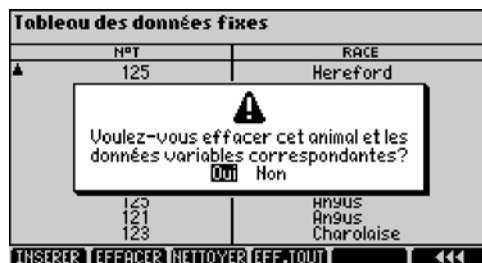 Tableau des données fixes
NºT RACE
125 Hereford
Voulez-vous effacer cet animal et les
données variables correspondantes?
Oui Non
Angus
121 Angus
123 Charolaise
INSERER EFFACER NETTOYER EFF.TOUT